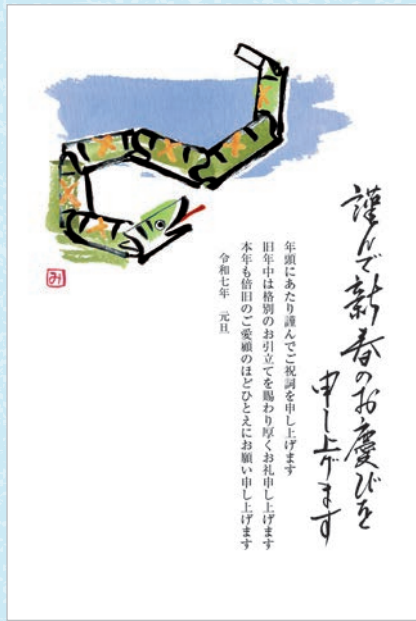 謹んで新春のお慶びを
申し上げます
年頭にあたり謹んでご祝詞を申し上げます
旧年中は格別のお引立てを賜わり厚くお礼申し上げます
本年も倍旧のご愛顧のほどひとえにお願い申し上げます
令和七年 元旦
み